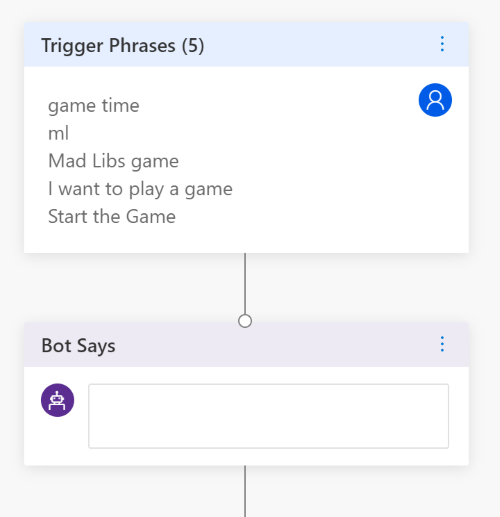 Trigger Phrases (5)
game time
ml
Mad Libs game
I want to play a game
Start the Game
Bot Says